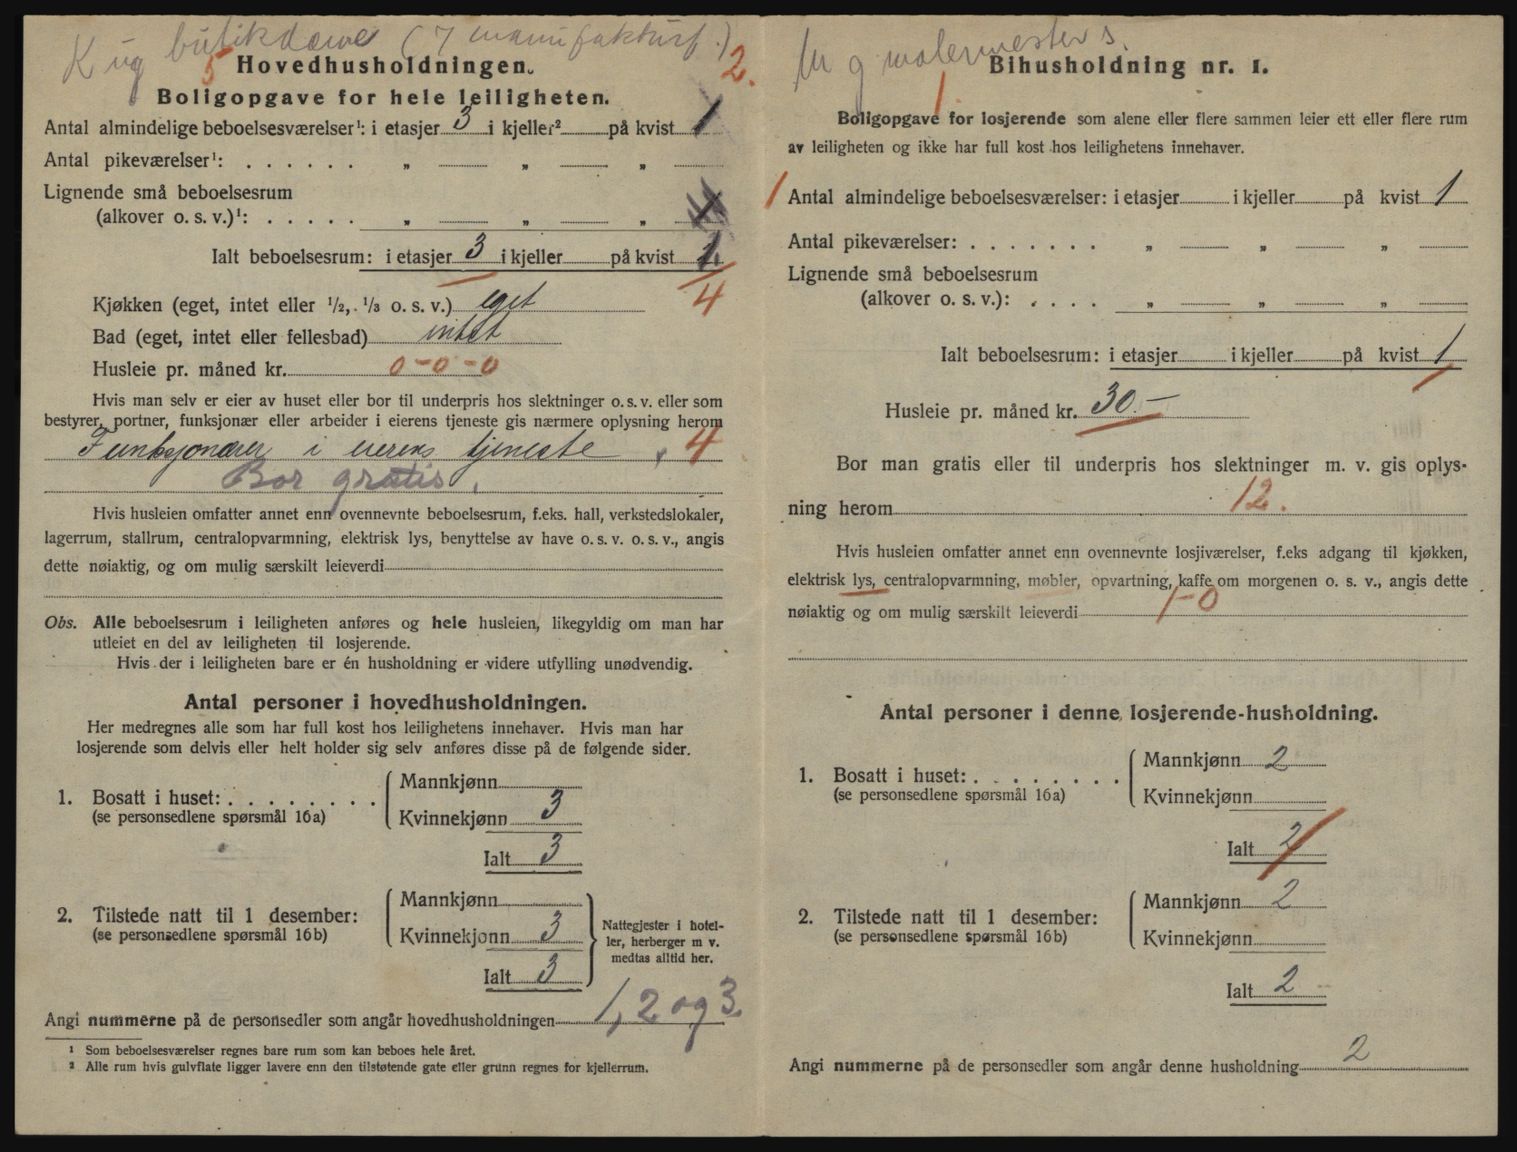 K ug butikdame (7 manufakturf.)
5 2.
Hovedhusholdningen.
Boligopgave for hele leiligheten.
Antal almindelige beboelsesværelser¹: i etasjer 3 i kjeller² på kvist 1
Antal pikeværelser¹: . . . . . . „ „ „
Lignende små beboelsesrum
(alkover o. s. v.)¹: . . . . . „ „ „
Ialt beboelsesrum: i etasjer 3 i kjeller på kvist 1.
Kjøkken (eget, intet eller ¹/₂, ¹/₃ o. s. v.) eget 4
Bad (eget, intet eller fellesbad) intet
Husleie pr. måned kr. 0-0-0
Hvis man selv er eier av huset eller bor til underpris hos slektninger o. s. v. eller som
bestyrer, portner, funksjonær eller arbeider i eierens tjeneste gis nærmere oplysning herom
Funksjonærer i eierens tjeneste, 4
Bor gratis.
Hvis husleien omfatter annet enn ovennevnte beboelsesrum, f.eks. hall, verkstedslokaler,
lagerrum, stallrum, centralopvarmning, elektrisk lys, benyttelse av have o. s. v. o. s. v., angis
dette nøiaktig, og om mulig særskilt leieverdi
Obs. Alle beboelsesrum i leiligheten anføres og hele husleien, likegyldig om man har
utleiet en del av leiligheten til losjerende.
Hvis der i leiligheten bare er én husholdning er videre utfylling unødvendig.
Antal personer i hovedhusholdningen.
Her medregnes alle som har full kost hos leilighetens innehaver. Hvis man har
losjerende som delvis eller helt holder sig selv anføres disse på de følgende sider.
1. Bosatt i huset: . . . . . . . .
(se personsedlene spørsmål 16a)
Mannkjønn
Kvinnekjønn 3
Ialt 3
2. Tilstede natt til 1 desember:
(se personsedlene spørsmål 16b)
Mannkjønn
Kvinnekjønn 3
Ialt 3
Nattegjester i hotel-
ler, herberger m v.
medtas alltid her.
Angi nummerne på de personsedler som angår hovedhusholdningen 1, 2 og 3.
¹ Som beboelsesværelser regnes bare rum som kan beboes hele året.
² Alle rum hvis gulvflate ligger lavere enn den tilstøtende gate eller grunn regnes for kjellerrum.
M g malermesters.
Bihusholdning nr. 1.
1.
Boligopgave for losjerende som alene eller flere sammen leier ett eller flere rum
av leiligheten og ikke har full kost hos leilighetens innehaver.
1 Antal almindelige beboelsesværelser: i etasjer i kjeller på kvist 1
Antal pikeværelser: . . . . . . . „ „ „
Lignende små beboelsesrum
(alkover o. s. v.): . . . . „ „ „
Ialt beboelsesrum: i etasjer i kjeller på kvist 1
Husleie pr. måned kr. 30.-
Bor man gratis eller til underpris hos slektninger m. v. gis oplys-
ning herom 12.
Hvis husleien omfatter annet enn ovennevnte losjiværelser, f.eks adgang til kjøkken,
elektrisk lys, centralopvarmning, møbler, opvartning, kaffe om morgenen o. s. v., angis dette
nøiaktig og om mulig særskilt leieverdi 1-0
Antal personer i denne losjerende-husholdning.
1. Bosatt i huset: . . . . . . . .
(se personsedlene spørsmål 16a)
Mannkjønn 2
Kvinnekjønn
Ialt 2
2. Tilstede natt til 1 desember:
(se personsedlene spørsmål 16b)
Mannkjønn 2
Kvinnekjønn
Ialt 2
Angi nummerne på de personsedler som angår denne husholdning 2